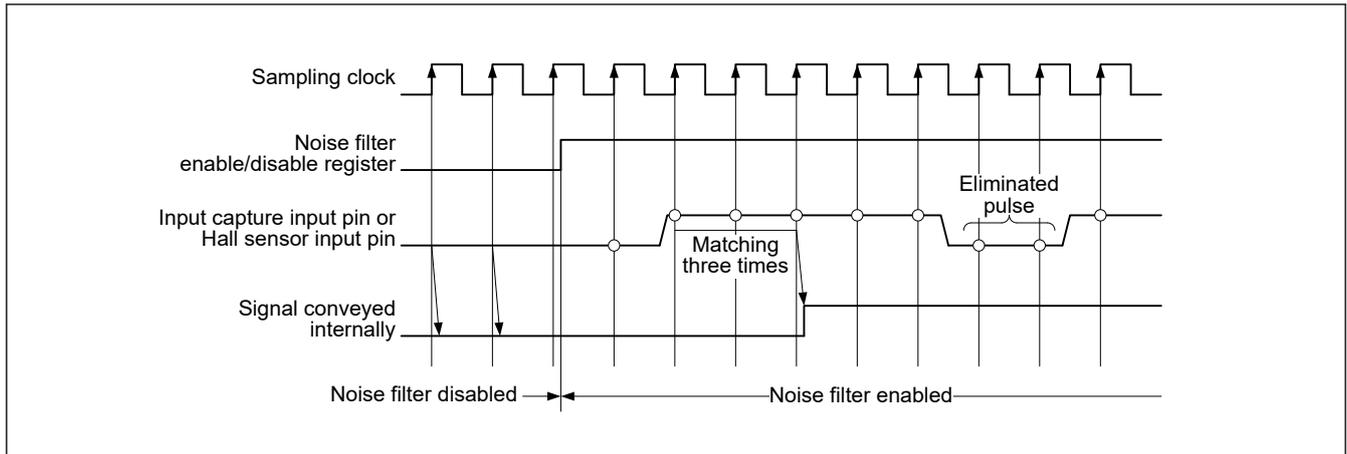 Sampling clock
Noise filter
enable/disable register
Eliminated
pulse
Input capture input pin or
Hall sensor input pin
Matching
three times
Signal conveyed
internally
Noise filter disabled
Noise filter enabled